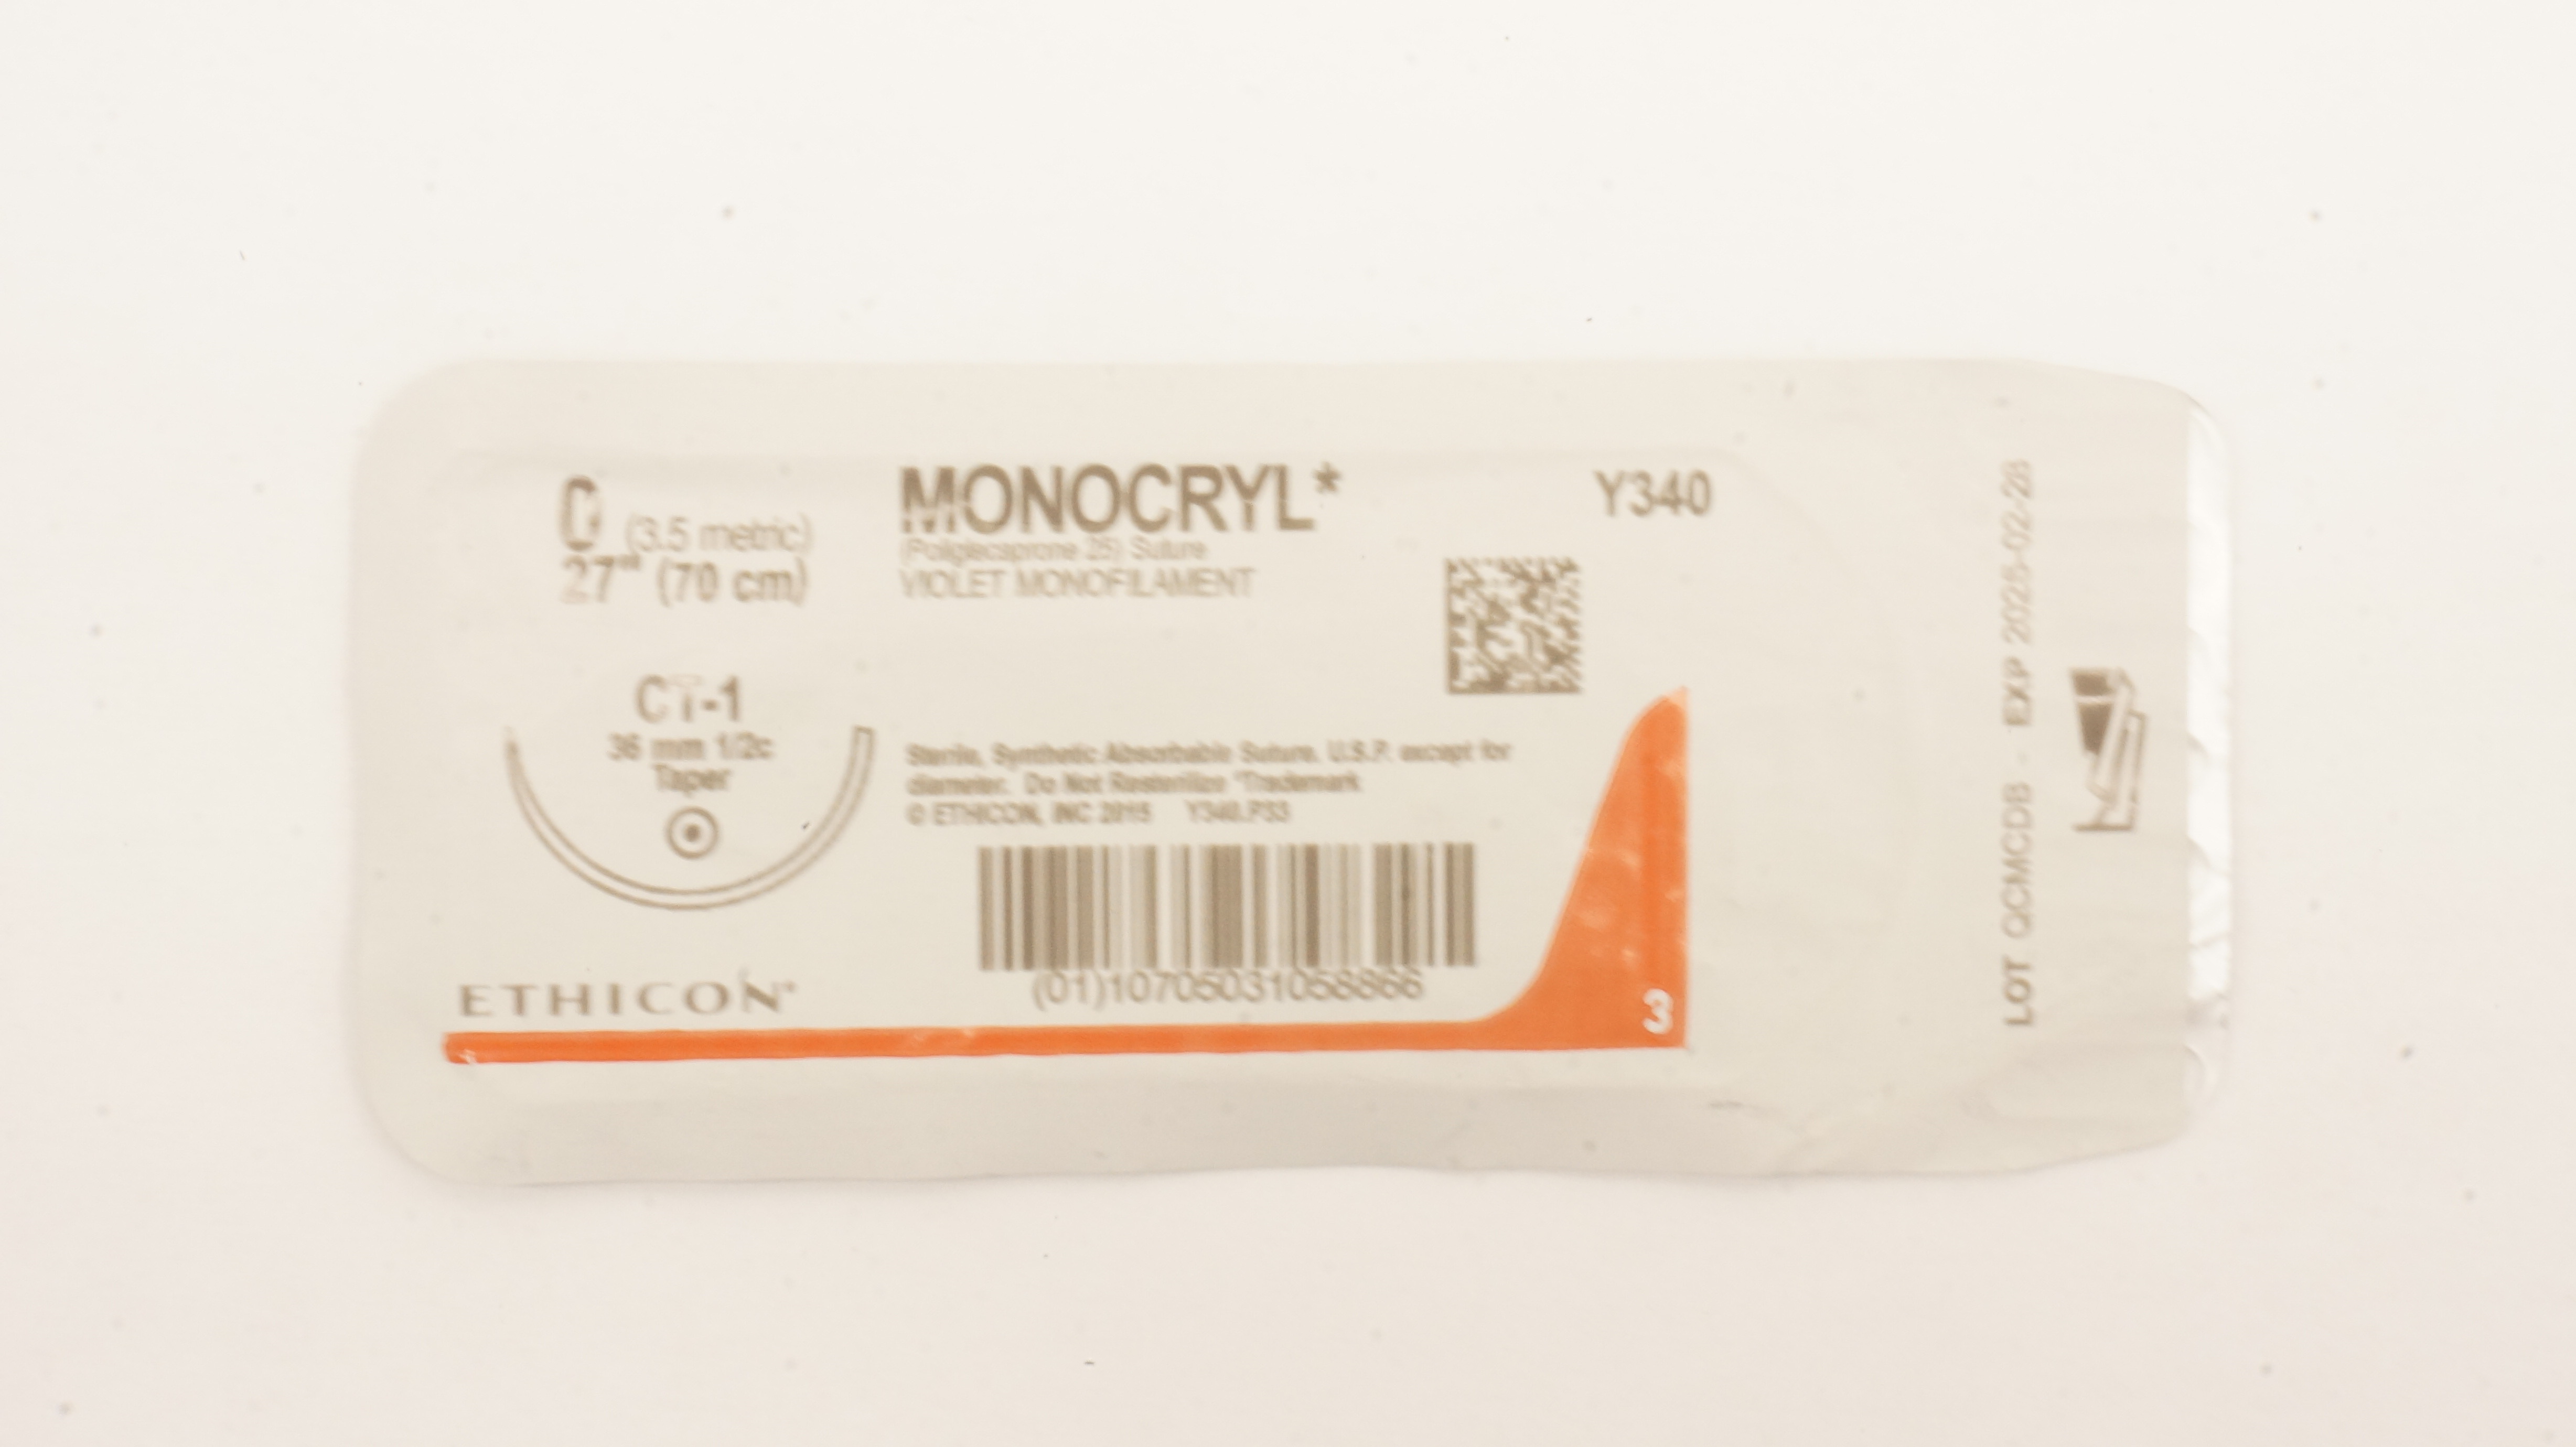 0 (3.5 metric)
27" (70 cm)
MONOCRYL*
(Poliglecaprone 25) Suture
VIOLET MONOFILAMENT
Y340
CT-1
36 mm 1/2c
Taper
Sterile, Synthetic Absorbable Suture, U.S.P. except for
diameter. Do Not Resterilize *Trademark
© ETHICON, INC 2015 Y340.P33
(01)10705031058866
ETHICON®
3
LOT QCMCDB - EXP 2025-02-28